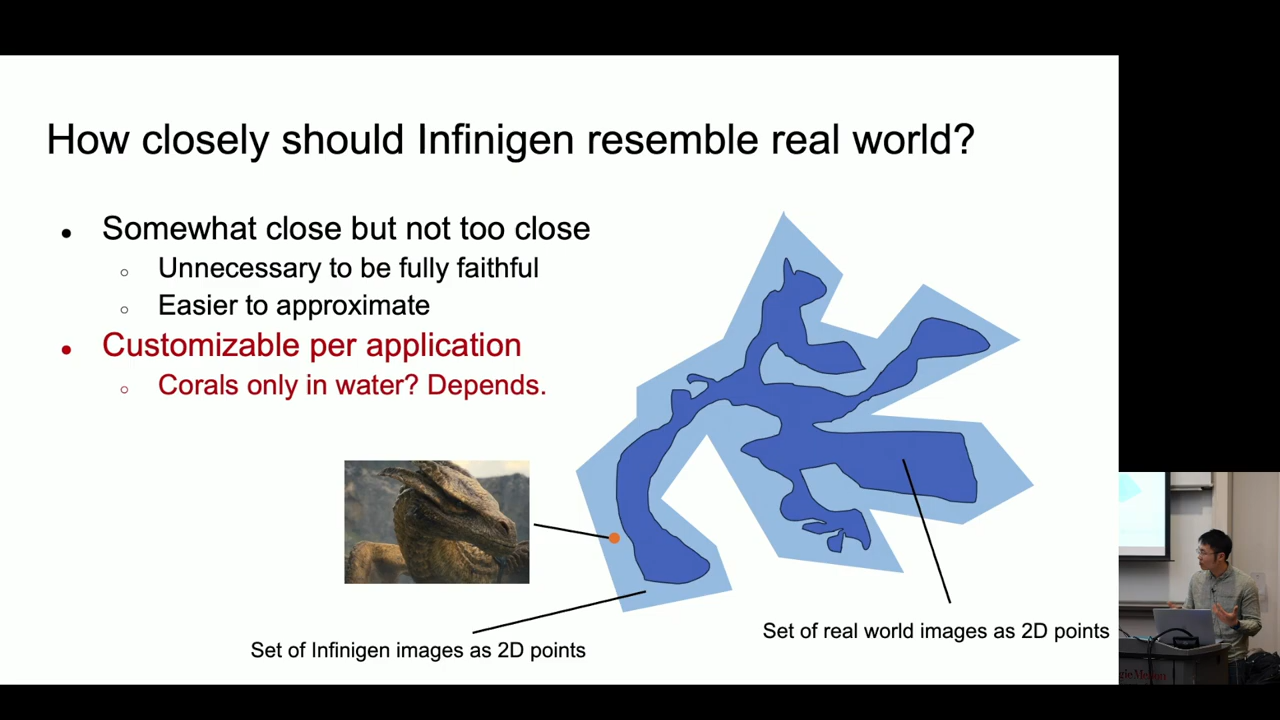 How closely should Infinigen resemble real world?
Somewhat close but not too close
Unnecessary to be fully faithful
Easier to approximate
Customizable per application
Corals only in water? Depends.
Set of Infinigen images as 2D points
Set of real world images as 2D points